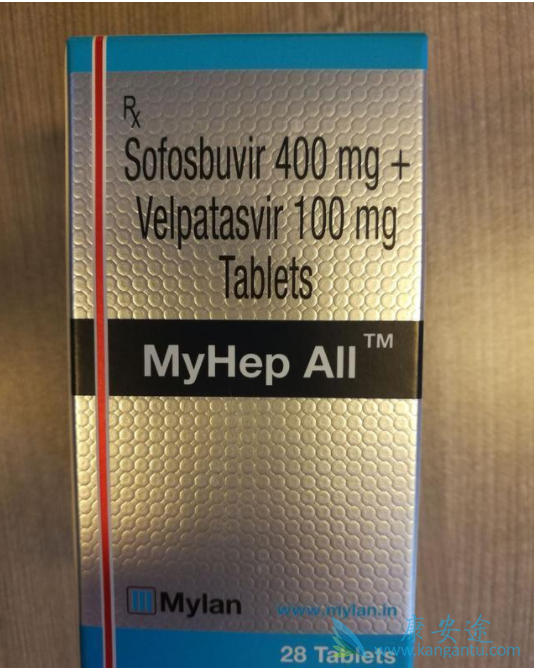 Rx
Sofosbuvir 400 mg +
Velpatasvir 100 mg
Tablets
MyHep All™
Mylan
www.mylan.in
28 Tablets
康安途
www.kangantu.com